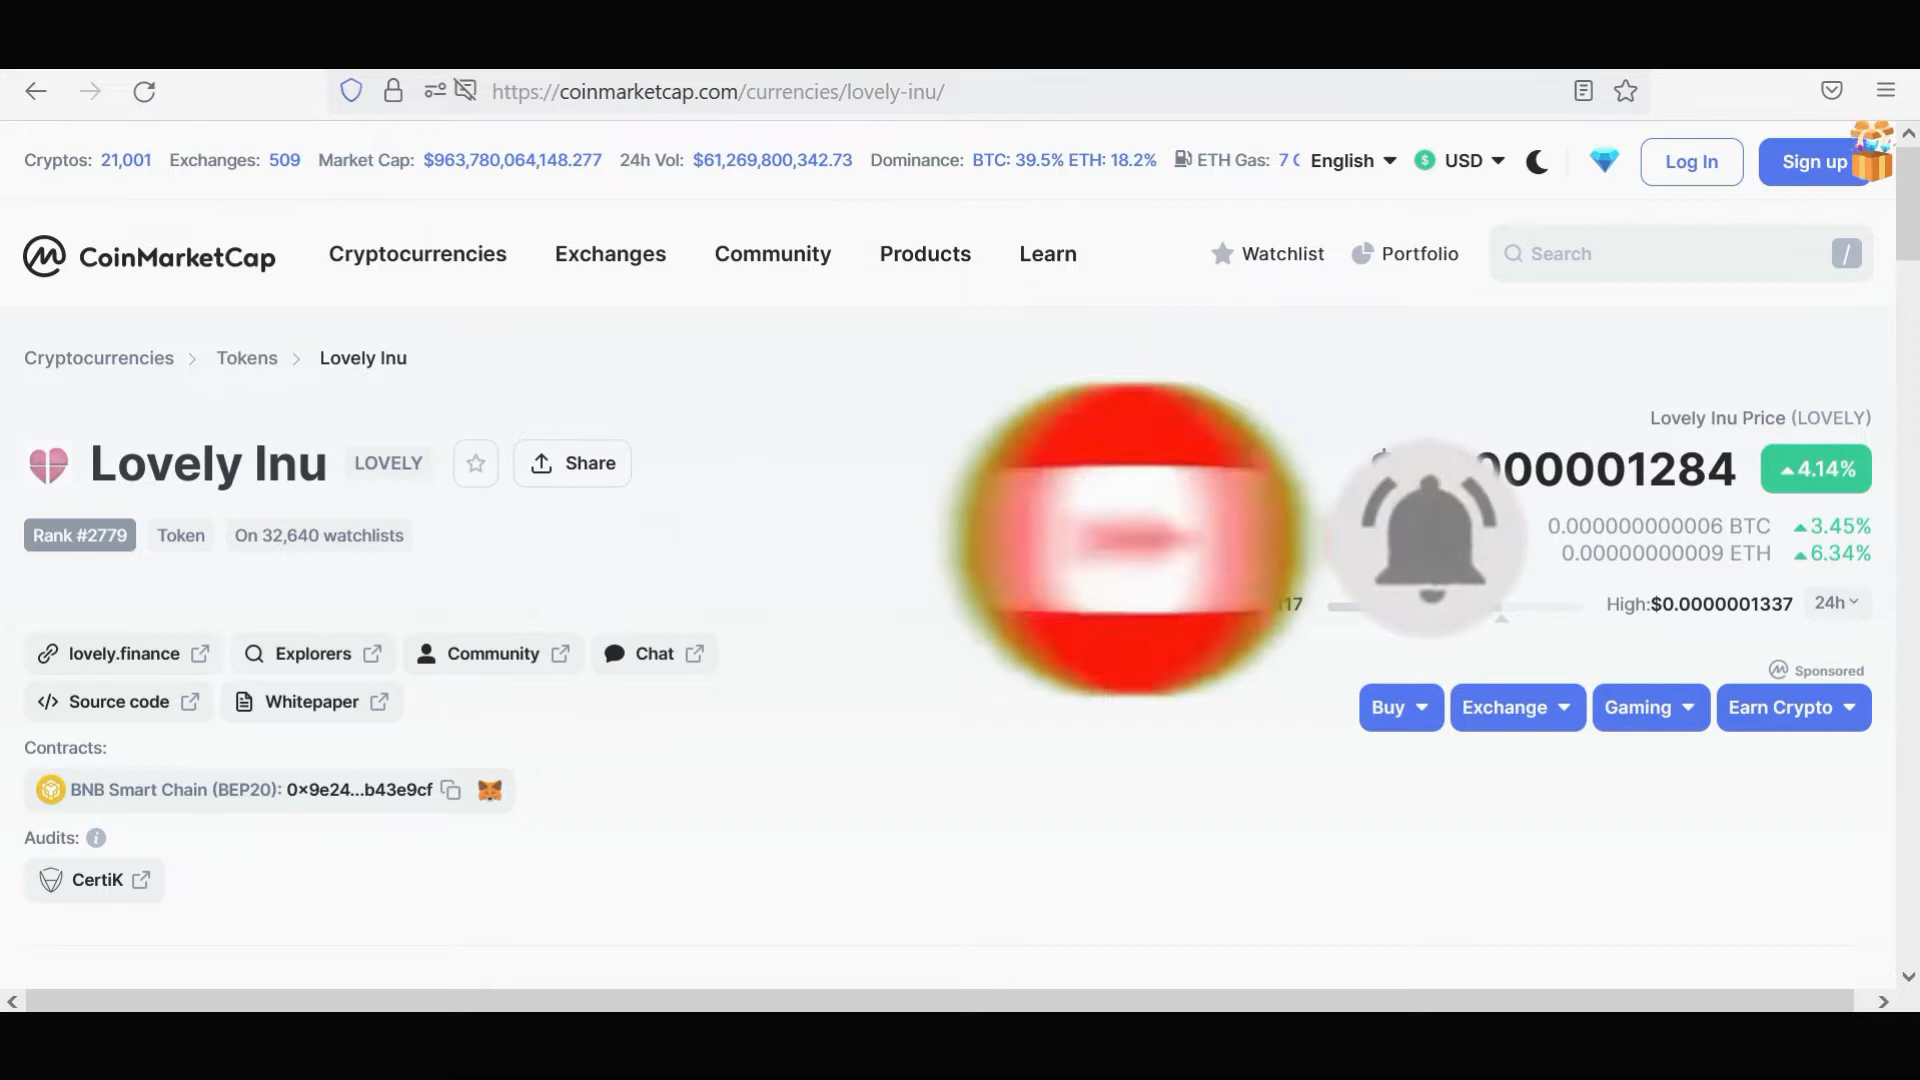 https://coinmarketcap.com/currencies/lovely-inu/
Cryptos: 21,001 Exchanges: 509 Market Cap: $963,780,064,148.277 24h Vol: $61,269,800,342.73 Dominance: BTC: 39.5% ETH: 18.2% ETH Gas: 7 English USD Log In Sign up
CoinMarketCap Cryptocurrencies Exchanges Community Products Learn Watchlist Portfolio Search /
Cryptocurrencies > Tokens > Lovely Inu
Lovely Inu Price (LOVELY)
Lovely Inu LOVELY Share
000001284 4.14%
Rank #2779 Token On 32,640 watchlists
0.000000000006 BTC 3.45%
0.00000000009 ETH 6.34%
17 High:$0.0000001337 24h
lovely.finance Explorers Community Chat
Sponsored
Source code Whitepaper
Buy Exchange Gaming Earn Crypto
Contracts:
BNB Smart Chain (BEP20): 0x9e24...b43e9cf
Audits:
CertiK